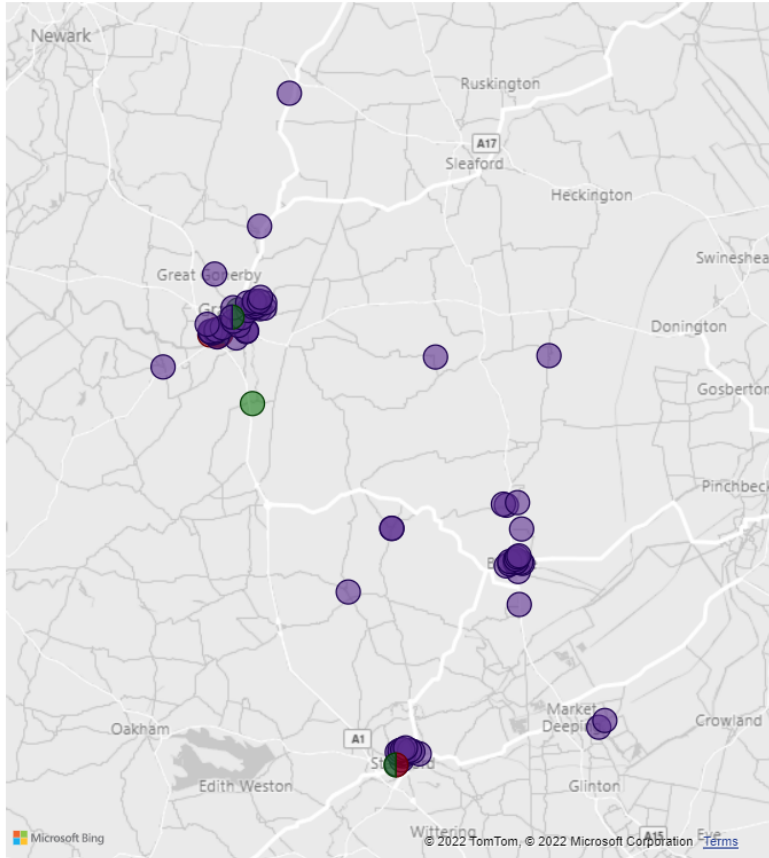 Newark
Ruskington
A17
Sleaford
Heckington
Great Gonerby
Swineshea
Donington
Gosberton
Pinchbeck
Market
Deeping
Oakham
A1
Crowland
Edith Weston
Glinton
Wittering
A15
Eye
Microsoft Bing
© 2022 TomTom, © 2022 Microsoft Corporation Terms